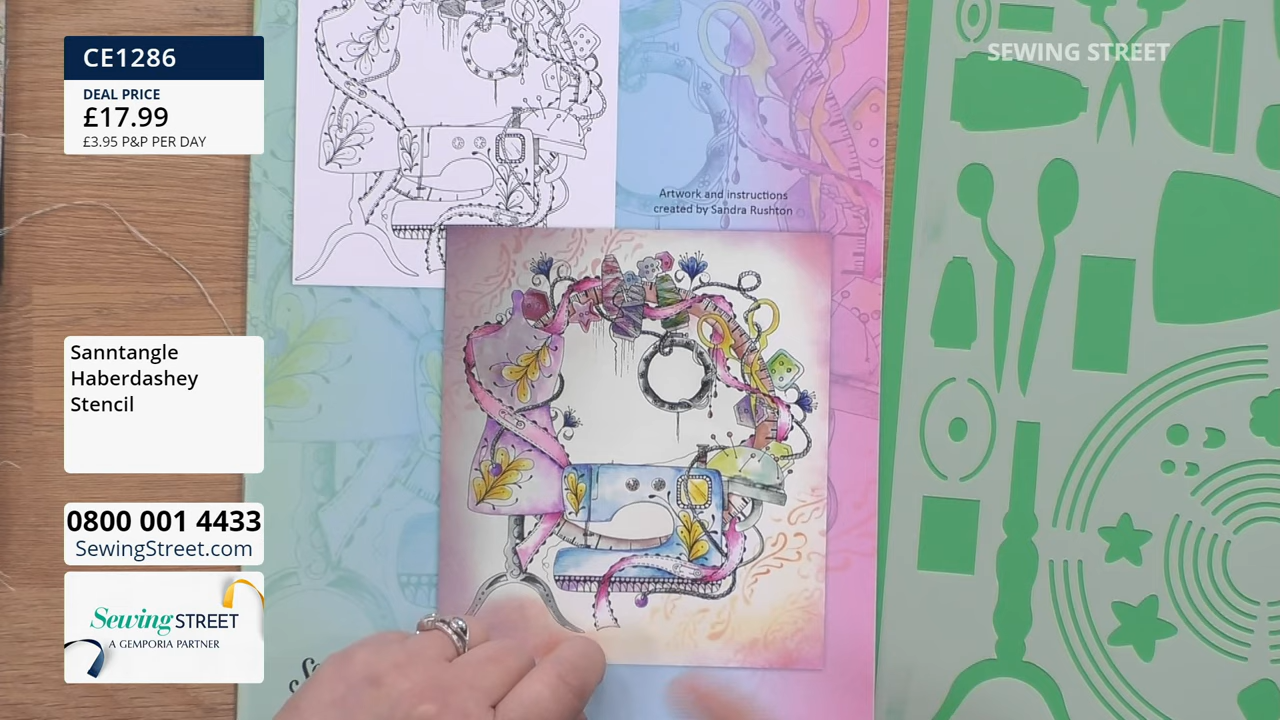 CE1286
DEAL PRICE
£17.99
£3.95 P&P PER DAY
SEWING STREET
Artwork and instructions
created by Sandra Rushton
Sanntangle
Haberdashey
Stencil
0800 001 4433
SewingStreet.com
Sewing STREET
A GEMPORIA PARTNER